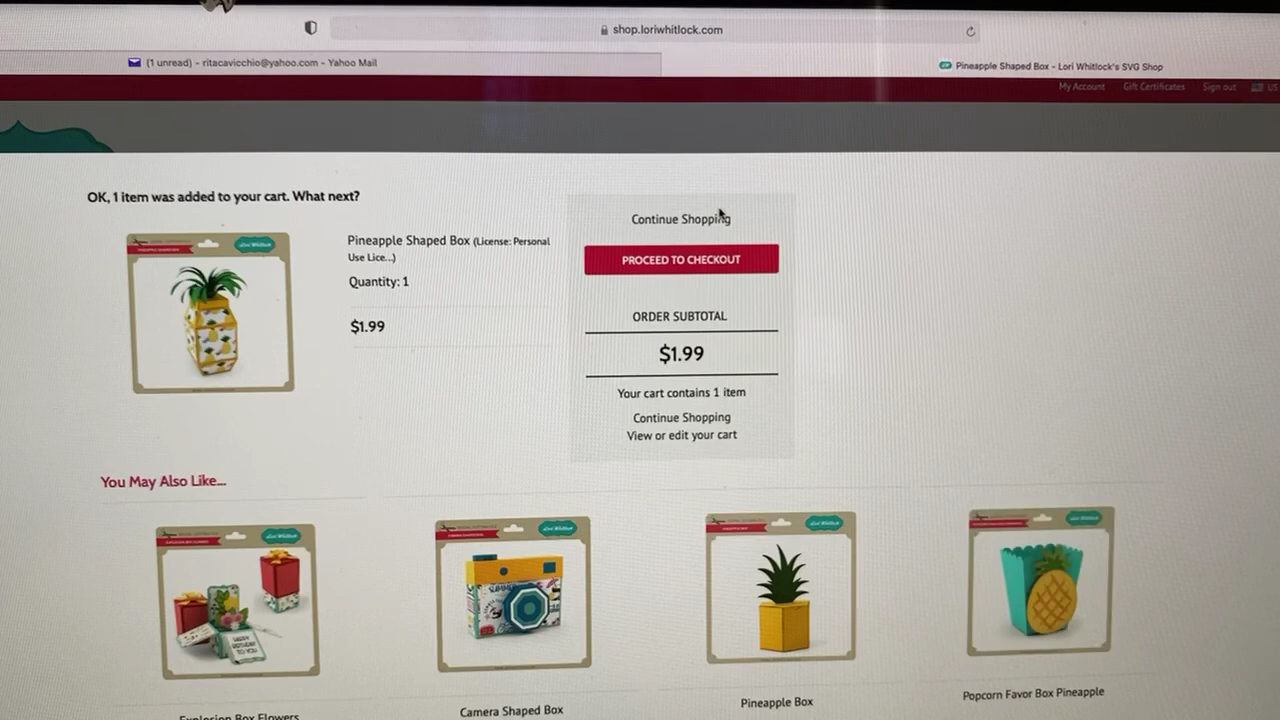 shop.loriwhitlock.com
(1 unread) - ritacavicchio@yahoo.com - Yahoo Mail
Pineapple Shaped Box - Lori Whitlock's SVG Shop
My Account Gift Certificates Sign out US
OK, 1 item was added to your cart. What next?
Continue Shopping
Pineapple Shaped Box (License: Personal
Use Lice...)
PROCEED TO CHECKOUT
Quantity: 1
ORDER SUBTOTAL
$1.99
$1.99
Your cart contains 1 item
Continue Shopping
View or edit your cart
You May Also Like...
Explosion Box Flowers
Camera Shaped Box
Pineapple Box
Popcorn Favor Box Pineapple